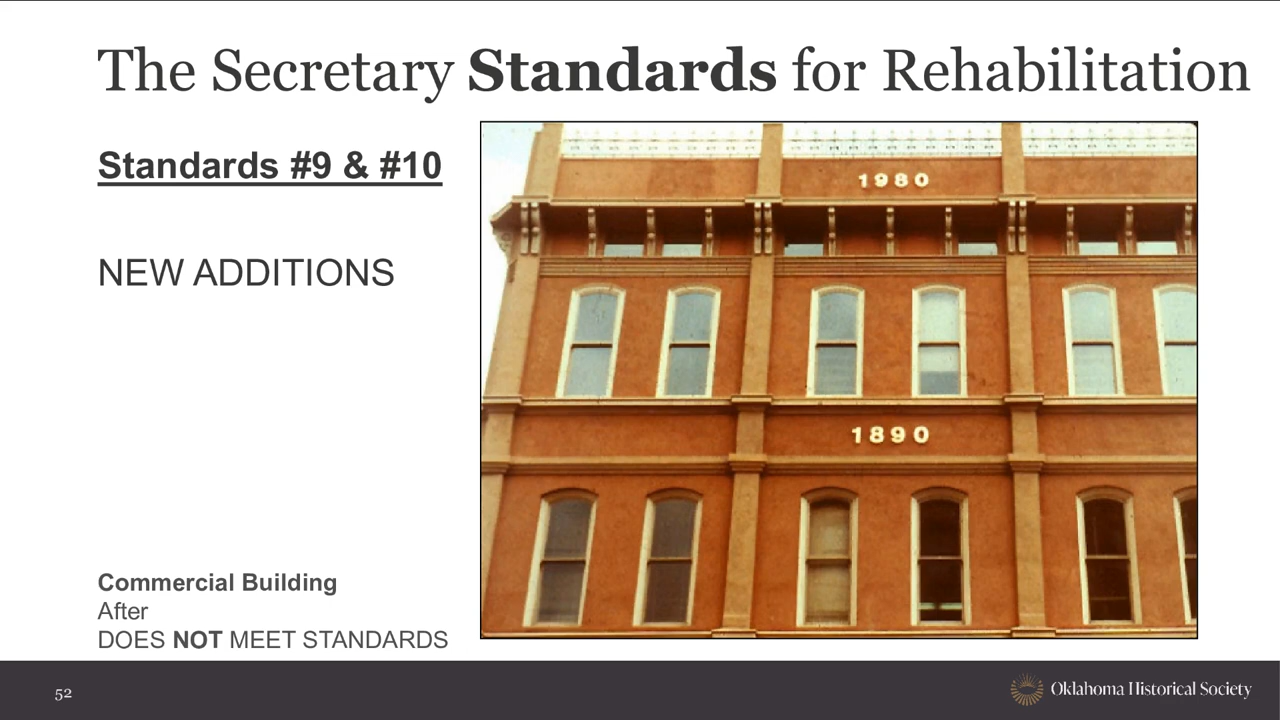 The Secretary Standards for Rehabilitation
Standards #9 & #10
NEW ADDITIONS
1980
1890
Commercial Building
After
DOES NOT MEET STANDARDS
52
Oklahoma Historical Society